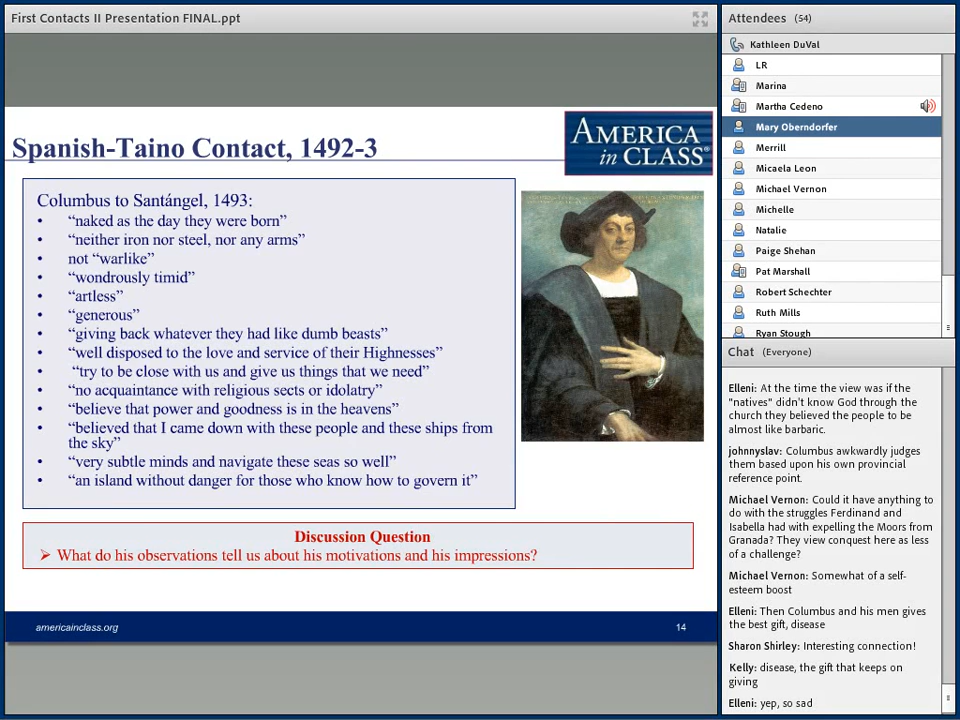 First Contacts II Presentation FINAL.ppt
Spanish-Taino Contact, 1492-3
AMERICA
in CLASS®
Columbus to Santángel, 1493:
• “naked as the day they were born”
• “neither iron nor steel, nor any arms”
• not “warlike”
• “wondrously timid”
• “artless”
• “generous”
• “giving back whatever they had like dumb beasts”
• “well disposed to the love and service of their Highnesses”
• “try to be close with us and give us things that we need”
• “no acquaintance with religious sects or idolatry”
• “believe that power and goodness is in the heavens”
• “believed that I came down with these people and these ships from
the sky”
• “very subtle minds and navigate these seas so well”
• “an island without danger for those who know how to govern it”
Discussion Question
➢ What do his observations tell us about his motivations and his impressions?
americainclass.org
14
Attendees (54)
Kathleen DuVal
LR
Marina
Martha Cedeno
Mary Oberndorfer
Merrill
Micaela Leon
Michael Vernon
Michelle
Natalie
Paige Shehan
Pat Marshall
Robert Schechter
Ruth Mills
Ryan Stough
Chat (Everyone)
Elleni: At the time the view was if the
"natives" didn't know God through the
church they believed the people to be
almost like barbaric.
johnnyslav: Columbus awkwardly judges
them based upon his own provincial
reference point.
Michael Vernon: Could it have anything to
do with the struggles Ferdinand and
Isabella had with expelling the Moors from
Granada? They view conquest here as less
of a challenge?
Michael Vernon: Somewhat of a self-
esteem boost
Elleni: Then Columbus and his men gives
the best gift, disease
Sharon Shirley: Interesting connection!
Kelly: disease, the gift that keeps on
giving
Elleni: yep, so sad